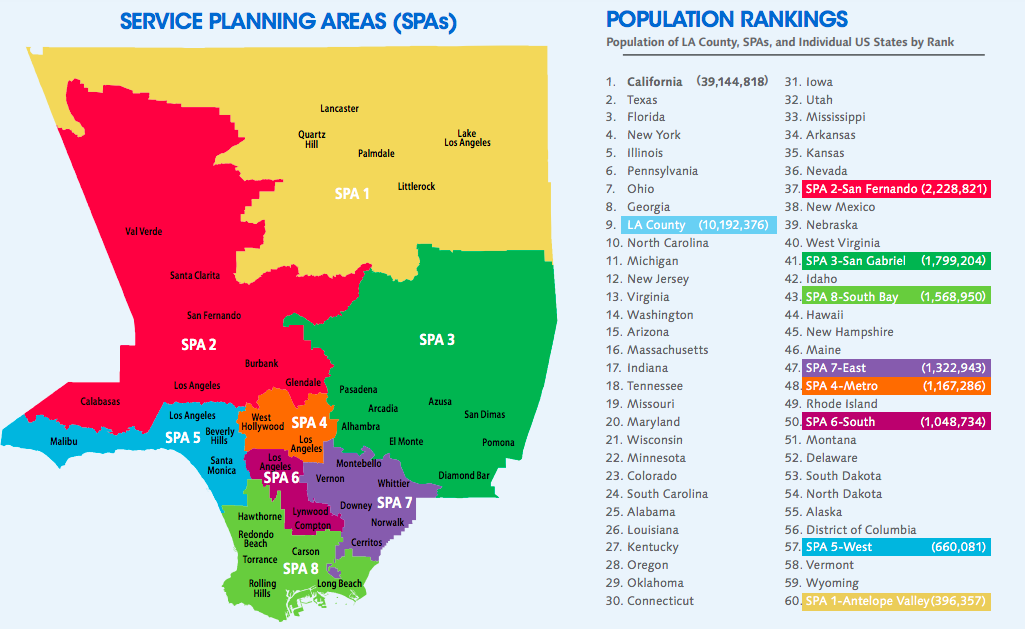 SERVICE PLANNING AREAS (SPAs)
Lancaster
Quartz
Hill
Lake
Los Angeles
Palmdale
Littlerock
SPA 1
Val Verde
Santa Clarita
San Fernando
SPA 2
SPA 3
Burbank
Los Angeles
Glendale
Calabasas
Pasadena
Azusa
Arcadia
San Dimas
Los Angeles
West
Hollywood
SPA 4
Alhambra
Malibu
SPA 5
Beverly
Hills
Los
Angeles
El Monte
Pomona
Santa
Monica
Los
Angeles
SPA 6
Montebello
Vernon
Whittier
Diamond Bar
Hawthorne
Lynwood
Compton
Downey
SPA 7
Norwalk
Redondo
Beach
Carson
Cerritos
Torrance
SPA 8
Rolling
Hills
Long Beach
POPULATION RANKINGS
Population of LA County, SPAs, and Individual US States by Rank
1. California (39,144,818)
2. Texas
3. Florida
4. New York
5. Illinois
6. Pennsylvania
7. Ohio
8. Georgia
9. LA County (10,192,376)
10. North Carolina
11. Michigan
12. New Jersey
13. Virginia
14. Washington
15. Arizona
16. Massachusetts
17. Indiana
18. Tennessee
19. Missouri
20. Maryland
21. Wisconsin
22. Minnesota
23. Colorado
24. South Carolina
25. Alabama
26. Louisiana
27. Kentucky
28. Oregon
29. Oklahoma
30. Connecticut
31. Iowa
32. Utah
33. Mississippi
34. Arkansas
35. Kansas
36. Nevada
37. SPA 2-San Fernando (2,228,821)
38. New Mexico
39. Nebraska
40. West Virginia
41. SPA 3-San Gabriel (1,799,204)
42. Idaho
43. SPA 8-South Bay (1,568,950)
44. Hawaii
45. New Hampshire
46. Maine
47. SPA 7-East (1,322,943)
48. SPA 4-Metro (1,167,286)
49. Rhode Island
50. SPA 6-South (1,048,734)
51. Montana
52. Delaware
53. South Dakota
54. North Dakota
55. Alaska
56. District of Columbia
57. SPA 5-West (660,081)
58. Vermont
59. Wyoming
60. SPA 1-Antelope Valley (396,357)